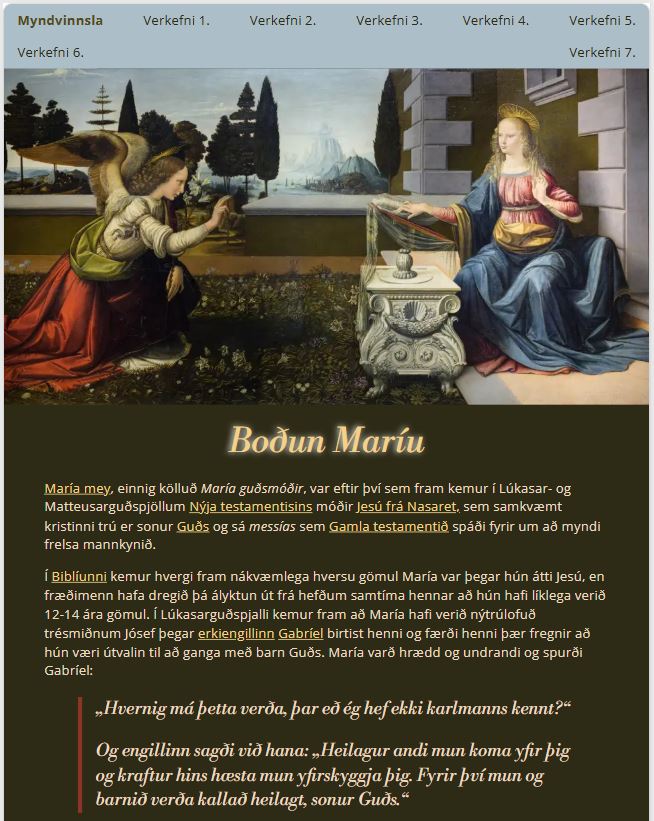 Myndvinnsla Verkefni 1. Verkefni 2. Verkefni 3. Verkefni 4. Verkefni 5.
Verkefni 6. Verkefni 7.
Boðun Maríu
María mey, einnig kölluð María guðsmóðir, var eftir því sem fram kemur í Lúkasar- og
Matteusarguðspjöllum Nýja testamentisins móðir Jesú frá Nasaret, sem samkvæmt
kristinni trú er sonur Guðs og sá messías sem Gamla testamentið spáði fyrir um að myndi
frelsa mannkynið.
Í Biblíunni kemur hvergi fram nákvæmlega hversu gömul María var þegar hún átti Jesú, en
fræðimenn hafa dregið þá ályktun út frá hefðum samtíma hennar að hún hafi líklega verið
12-14 ára gömul. Í Lúkasarguðspjalli kemur fram að María hafi verið nýtrúlofuð
trésmiðnum Jósef þegar erkiengillinn Gabríel birtist henni og færði henni þær fregnir að
hún væri útvalin til að ganga með barn Guðs. María varð hrædd og undrandi og spurði
Gabríel:
„Hvernig má þetta verða, þar eð ég hef ekki karlmanns kennt?“
Og engillinn sagði við hana: „Heilagur andi mun koma yfir þig
og kraftur hins hæsta mun yfirskyggja þig. Fyrir því mun og
barnið verða kallað heilagt, sonur Guðs.“